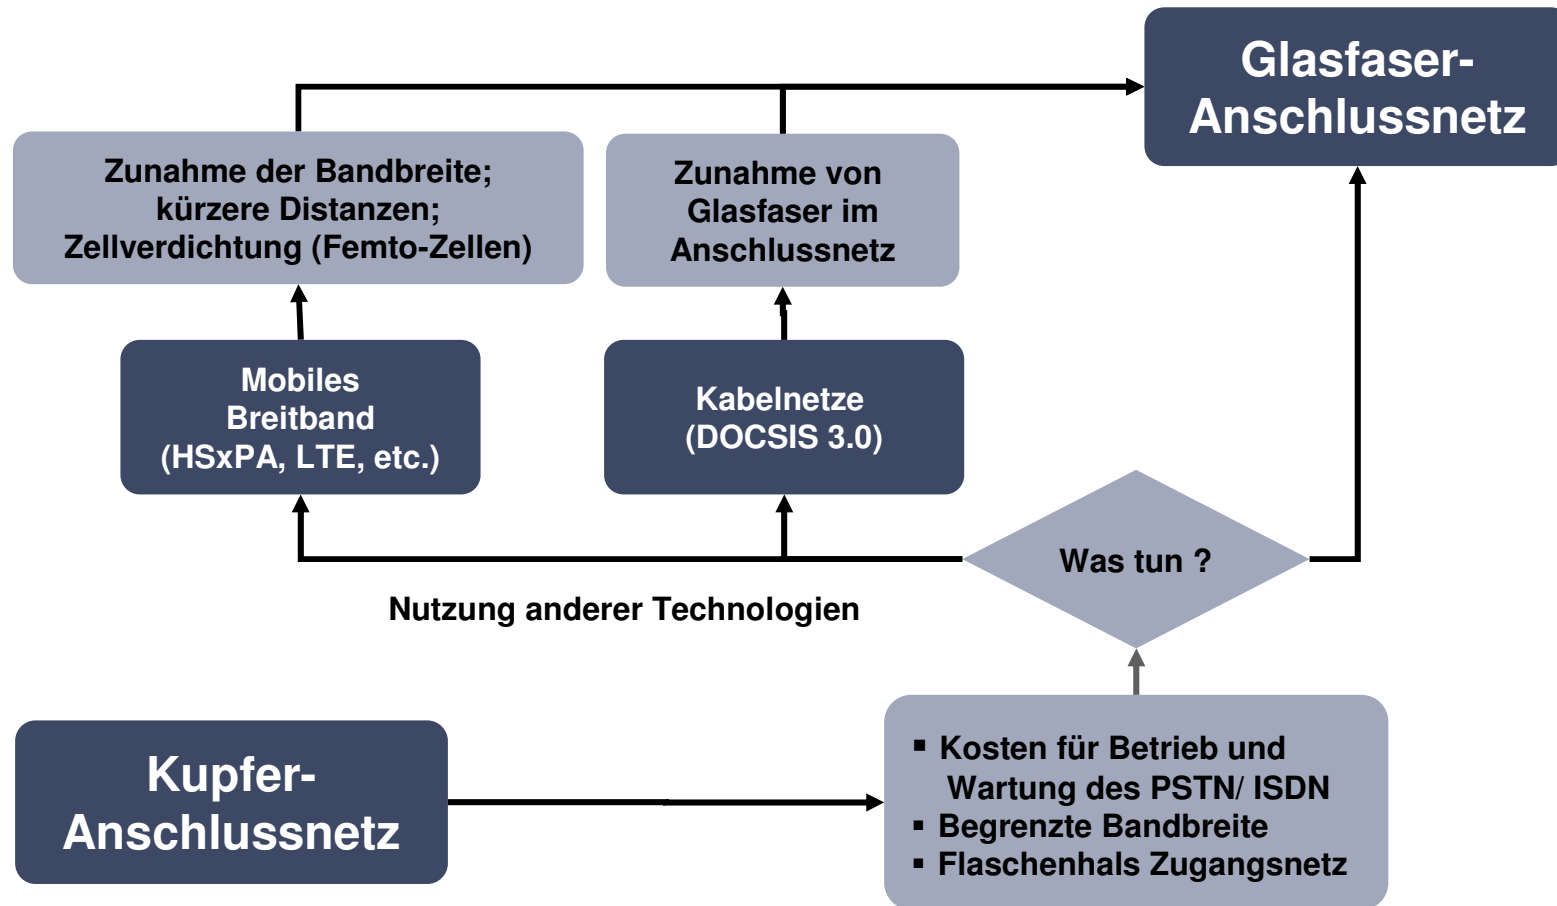 Glasfaser-
Anschlussnetz
Zunahme der Bandbreite;
kürzere Distanzen;
Zellverdichtung (Femto-Zellen)
Zunahme von
Glasfaser im
Anschlussnetz
Mobiles
Breitband
(HSxPA, LTE, etc.)
Kabelnetze
(DOCSIS 3.0)
Was tun ?
Nutzung anderer Technologien
Kupfer-
Anschlussnetz
▪ Kosten für Betrieb und
Wartung des PSTN/ ISDN
▪ Begrenzte Bandbreite
▪ Flaschenhals Zugangsnetz